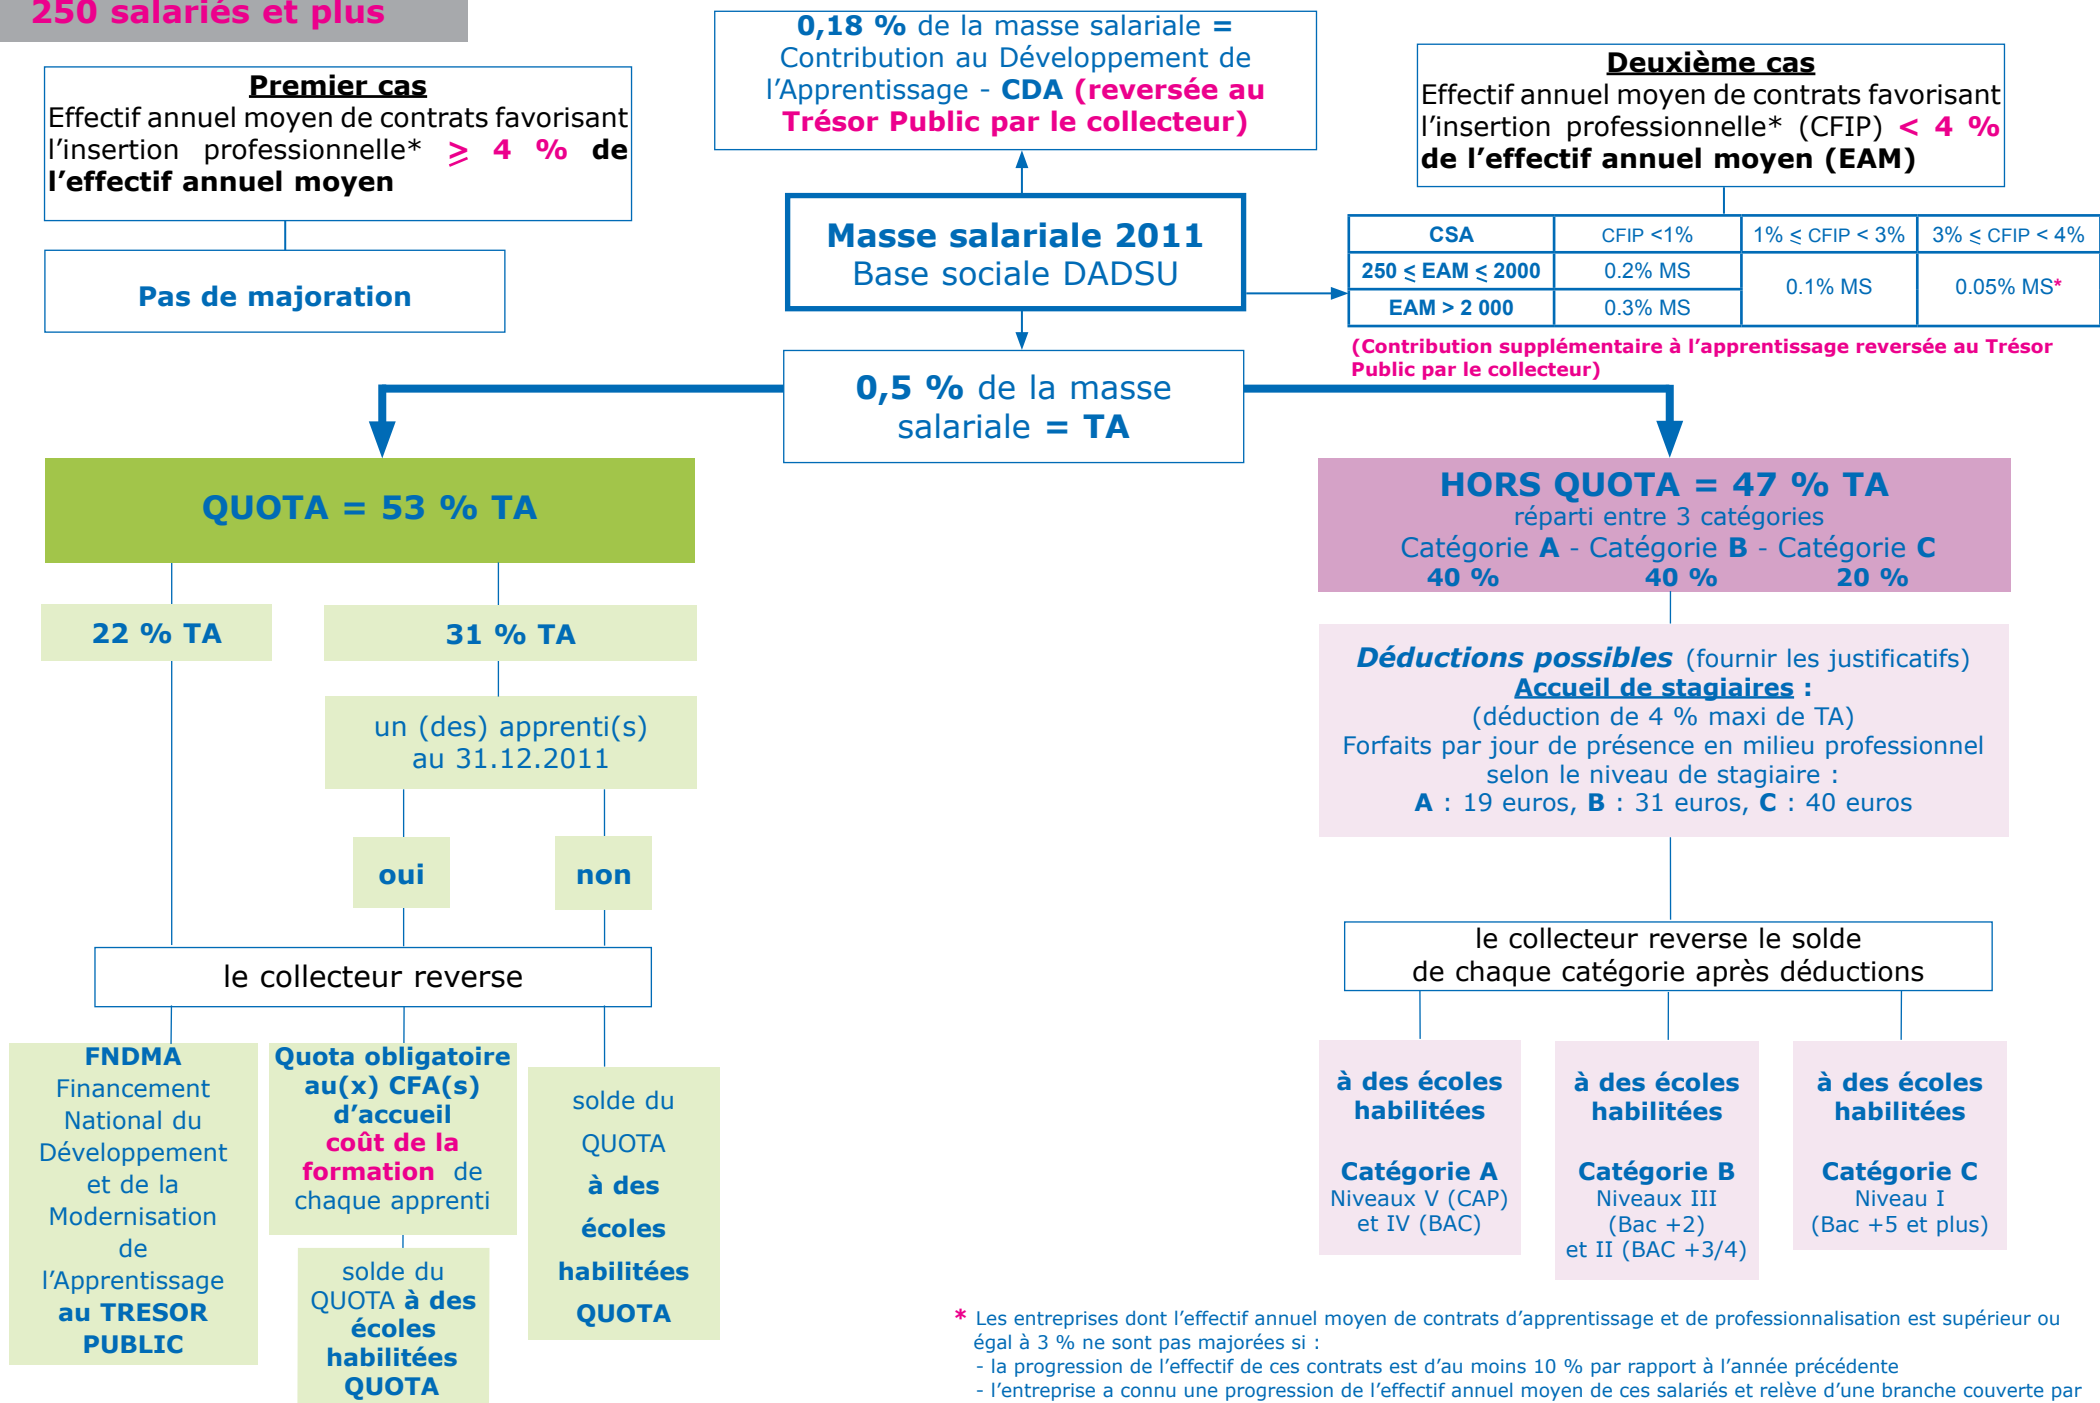 250 salariés et plus
0,18 % de la masse salariale =
Contribution au Développement de
l'Apprentissage - CDA (reversée au
Trésor Public par le collecteur)
Premier cas
Effectif annuel moyen de contrats favorisant
l'insertion professionnelle* ⩾ 4 % de
l'effectif annuel moyen
Pas de majoration
Deuxième cas
Effectif annuel moyen de contrats favorisant
l'insertion professionnelle* (CFIP) < 4 %
de l'effectif annuel moyen (EAM)
Masse salariale 2011
Base sociale DADSU
CSA CFIP <1% 1% ⩽ CFIP < 3% 3% ⩽ CFIP < 4%
250 ⩽ EAM ⩽ 2000 0.2% MS 0.1% MS 0.05% MS*
EAM > 2 000 0.3% MS
(Contribution supplémentaire à l'apprentissage reversée au Trésor
Public par le collecteur)
0,5 % de la masse
salariale = TA
QUOTA = 53 % TA
22 % TA
31 % TA
un (des) apprenti(s)
au 31.12.2011
oui
non
le collecteur reverse
FNDMA
Financement
National du
Développement
et de la
Modernisation
de
l'Apprentissage
au TRESOR
PUBLIC
Quota obligatoire
au(x) CFA(s)
d'accueil
coût de la
formation de
chaque apprenti
solde du
QUOTA à des
écoles
habilitées
QUOTA
solde du
QUOTA
à des
écoles
habilitées
QUOTA
HORS QUOTA = 47 % TA
réparti entre 3 catégories
Catégorie A - Catégorie B - Catégorie C
40 % 40 % 20 %
Déductions possibles (fournir les justificatifs)
Accueil de stagiaires :
(déduction de 4 % maxi de TA)
Forfaits par jour de présence en milieu professionnel
selon le niveau de stagiaire :
A : 19 euros, B : 31 euros, C : 40 euros
le collecteur reverse le solde
de chaque catégorie après déductions
à des écoles
habilitées
Catégorie A
Niveaux V (CAP)
et IV (BAC)
à des écoles
habilitées
Catégorie B
Niveaux III
(Bac +2)
et II (BAC +3/4)
à des écoles
habilitées
Catégorie C
Niveau I
(Bac +5 et plus)
* Les entreprises dont l'effectif annuel moyen de contrats d'apprentissage et de professionnalisation est supérieur ou
égal à 3 % ne sont pas majorées si :
- la progression de l'effectif de ces contrats est d'au moins 10 % par rapport à l'année précédente
- l'entreprise a connu une progression de l'effectif annuel moyen de ces salariés et relève d'une branche couverte par